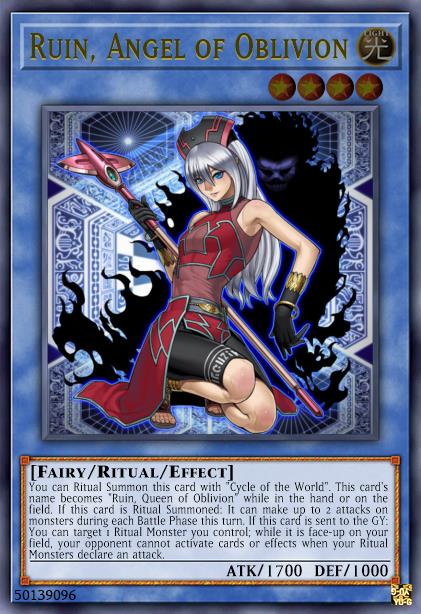 Ruin, Angel of Oblivion
LIGHT
光
[Fairy/Ritual/Effect]
You can Ritual Summon this card with "Cycle of the World". This card's
name becomes "Ruin, Queen of Oblivion" while in the hand or on the
field. If this card is Ritual Summoned: It can make up to 2 attacks on
monsters during each Battle Phase this turn. If this card is sent to the GY:
You can target 1 Ritual Monster you control; while it is face-up on your
field, your opponent cannot activate cards or effects when your Ritual
Monsters declare an attack.
ATK/1700 DEF/1000
50139096